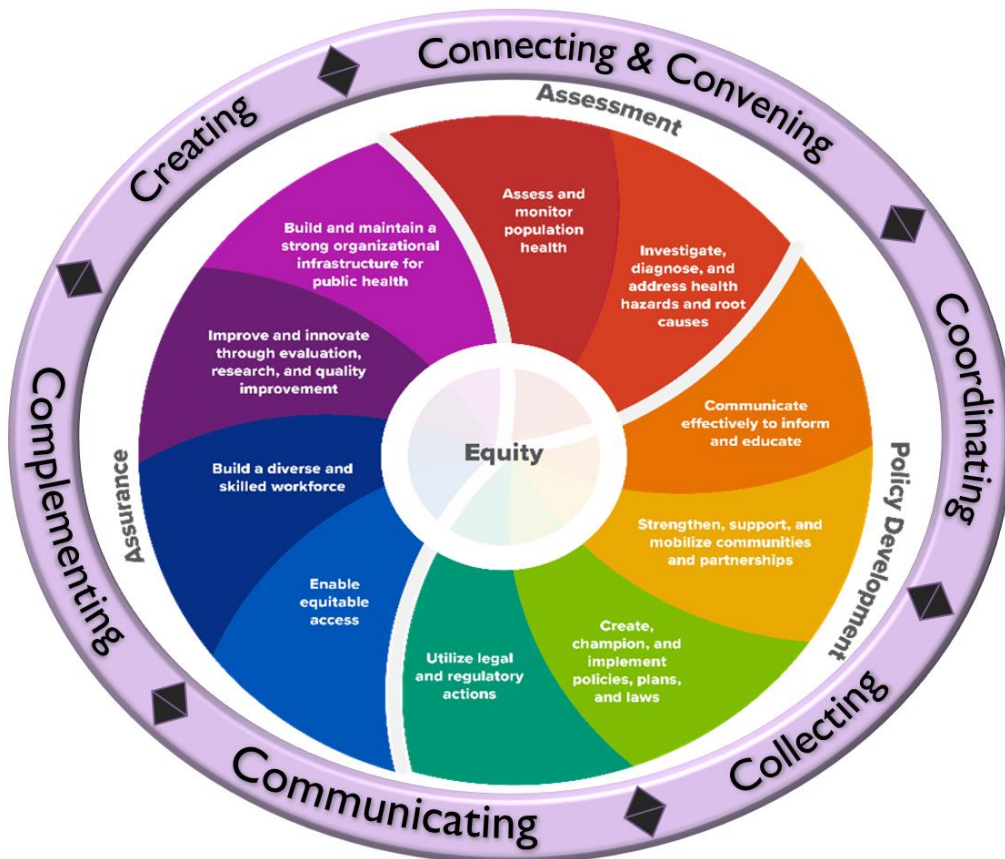 Connecting & Convening
Coordinating
Collecting
Communicating
Complementing
Creating
Assessment
Policy Development
Assurance
Assess and
monitor
population
health
Investigate,
diagnose, and
address health
hazards and root
causes
Communicate
effectively to inform
and educate
Strengthen, support, and
mobilize communities
and partnerships
Create,
champion, and
implement
policies, plans,
and laws
Utilize legal
and regulatory
actions
Enable
equitable
access
Build a diverse and
skilled workforce
Improve and innovate
through evaluation,
research, and quality
improvement
Build and maintain a
strong organizational
infrastructure for
public health
Equity